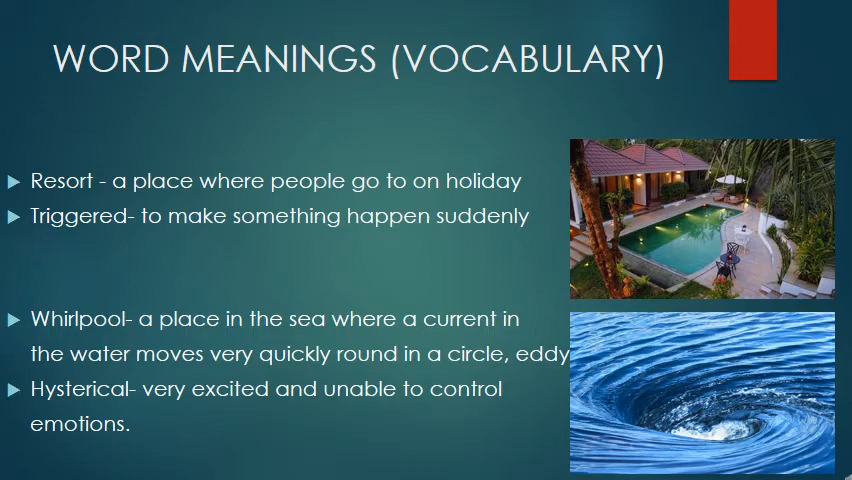 WORD MEANINGS (VOCABULARY)
Resort - a place where people go to on holiday
Triggered- to make something happen suddenly
Whirlpool- a place in the sea where a current in
the water moves very quickly round in a circle, eddy
Hysterical- very excited and unable to control
emotions.